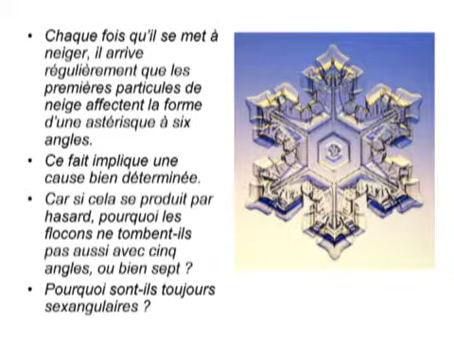 • Chaque fois qu'il se met à
neiger, il arrive
régulièrement que les
premières particules de
neige affectent la forme
d'une astérisque à six
angles.
• Ce fait implique une
cause bien déterminée.
• Car si cela se produit par
hasard, pourquoi les
flocons ne tombent-ils
pas aussi avec cinq
angles, ou bien sept ?
• Pourquoi sont-ils toujours
sexangulaires ?